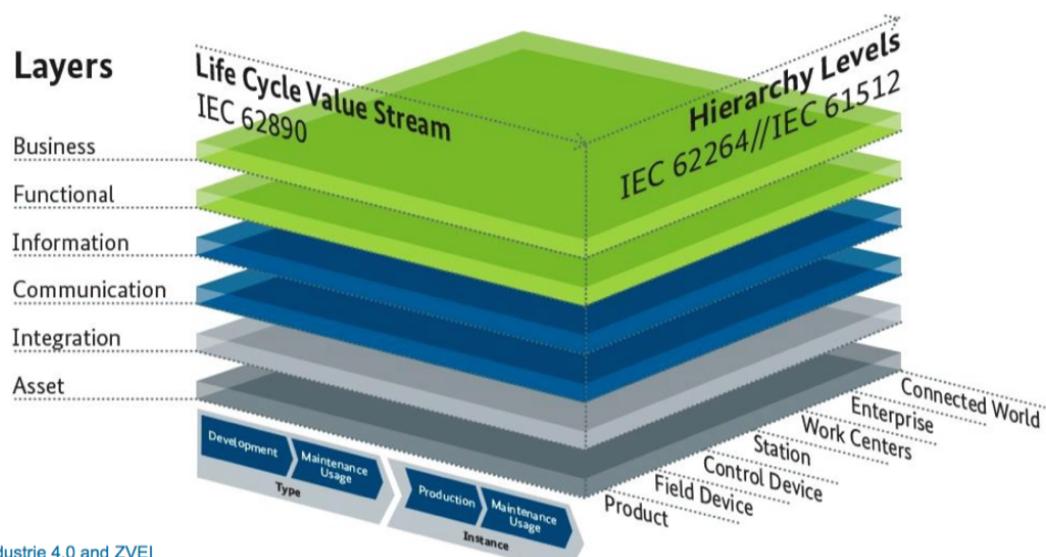 Layers
Life Cycle Value Stream
IEC 62890
Hierarchy Levels
IEC 62264//IEC 61512
Business
Functional
Information
Communication
Integration
Asset
Development
Maintenance
Usage
Type
Production
Maintenance
Usage
Instance
Product
Field Device
Control Device
Station
Work Centers
Enterprise
Connected World
4.0 and ZVEI